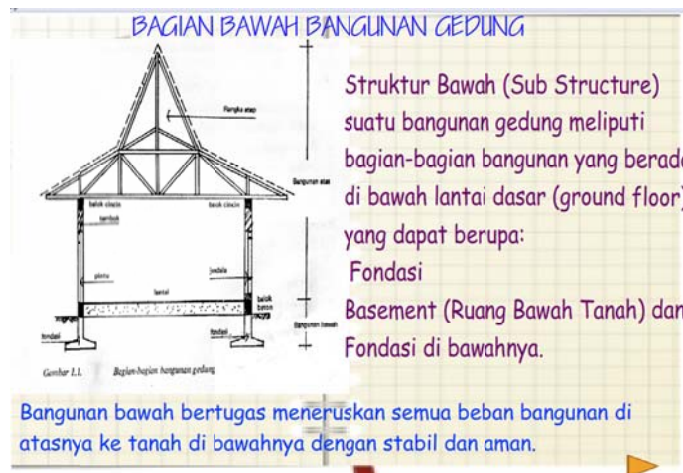 BAGIAN BAWAH BANGUNAN GEDUNG
Rangka atap
Bangunan atas
balok cincin
balok cincin
tembok
pintu
jendela
lantai
balok
beton
Bangunan bawah
fondasi
fondasi
Gambar 1.1. Bagian-bagian bangunan gedung
Struktur Bawah (Sub Structure)
suatu bangunan gedung meliputi
bagian-bagian bangunan yang berada
di bawah lantai dasar (ground floor)
yang dapat berupa:
Fondasi
Basement (Ruang Bawah Tanah) dan
Fondasi di bawahnya.
Bangunan bawah bertugas meneruskan semua beban bangunan di
atasnya ke tanah di bawahnya dengan stabil dan aman.